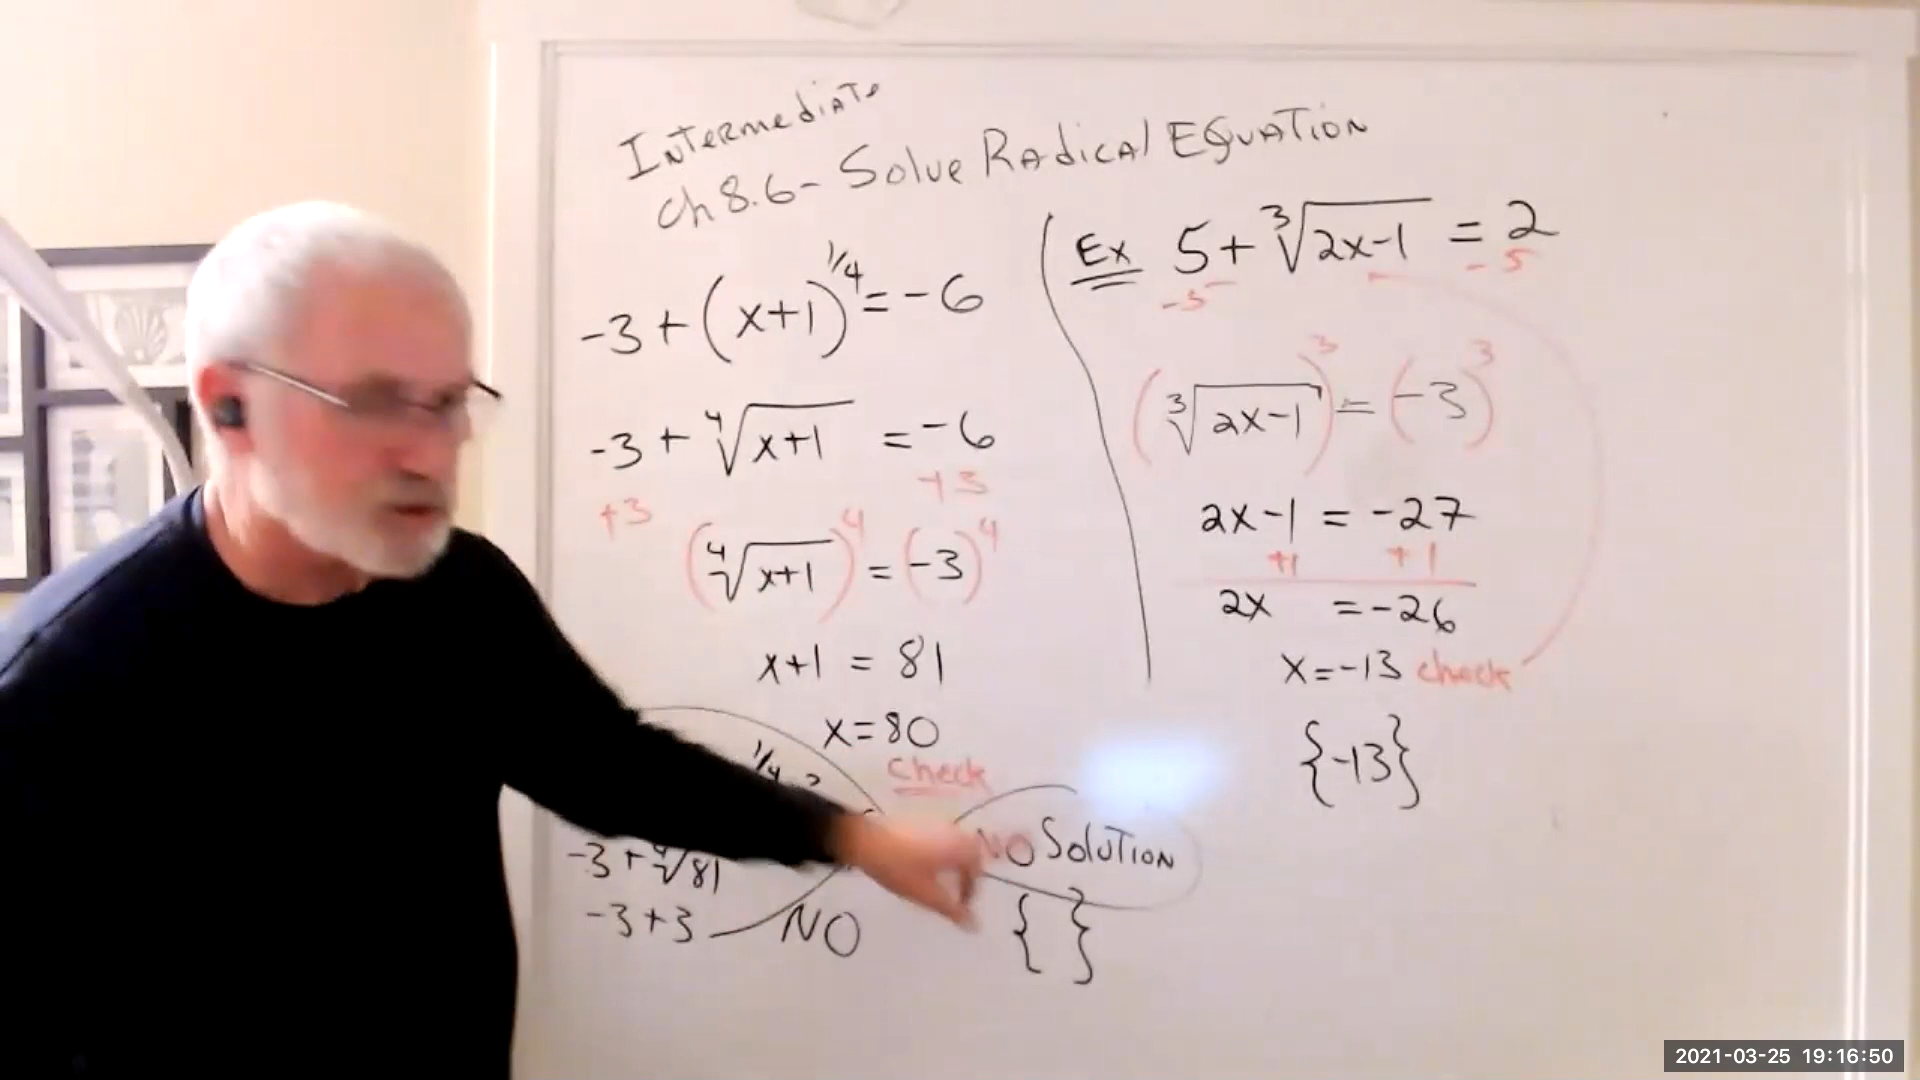 Intermediate
Ch 8.6 - Solve Radical Equation
-3 + (x+1)^1/4 = -6
-3 + ⁴√x+1 = -6
+3 +3
(⁴√x+1)^4 = (-3)^4
x+1 = 81
x = 80
Check
1/4
-3 + ⁴√81
-3+3 NO
NO Solution
{ }
Ex 5 + ³√2x-1 = 2
-5 -5
(³√2x-1)^3 = (-3)^3
2x-1 = -27
+1 +1
2x = -26
x = -13 check
{-13}
2021-03-25 19:16:50